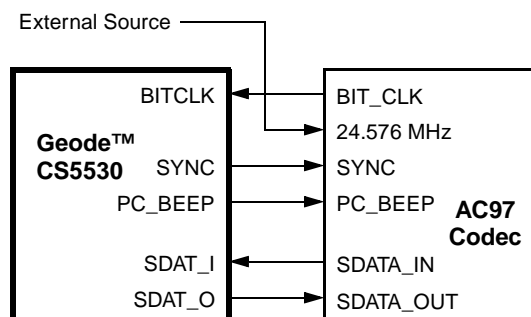 External Source
BITCLK
BIT_CLK
24.576 MHz
Geode™
CS5530
SYNC
SYNC
PC_BEEP
PC_BEEP
AC97
Codec
SDAT_I
SDATA_IN
SDAT_O
SDATA_OUT